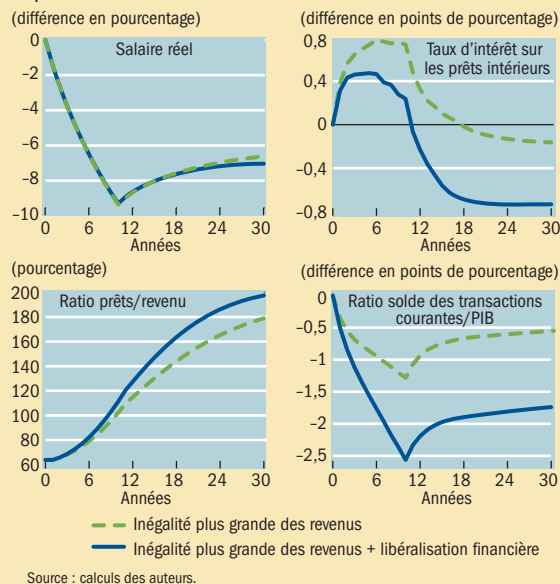 (différence en pourcentage)
Salaire réel
0
–2
–4
–6
–8
–10
0 6 12 18 24 30
Années
(différence en points de pourcentage)
Taux d'intérêt sur
les prêts intérieurs
0,8
0,4
0
–0,4
–0,8
0 6 12 18 24 30
Années
(pourcentage)
Ratio prêts/revenu
200
180
160
140
120
100
80
60
0 6 12 18 24 30
Années
(différence en points de pourcentage)
Ratio solde des transactions
courantes/PIB
0
–0,5
–1
–1,5
–2
–2,5
0 6 12 18 24 30
Années
Inégalité plus grande des revenus
Inégalité plus grande des revenus + libéralisation financière
Source : calculs des auteurs.